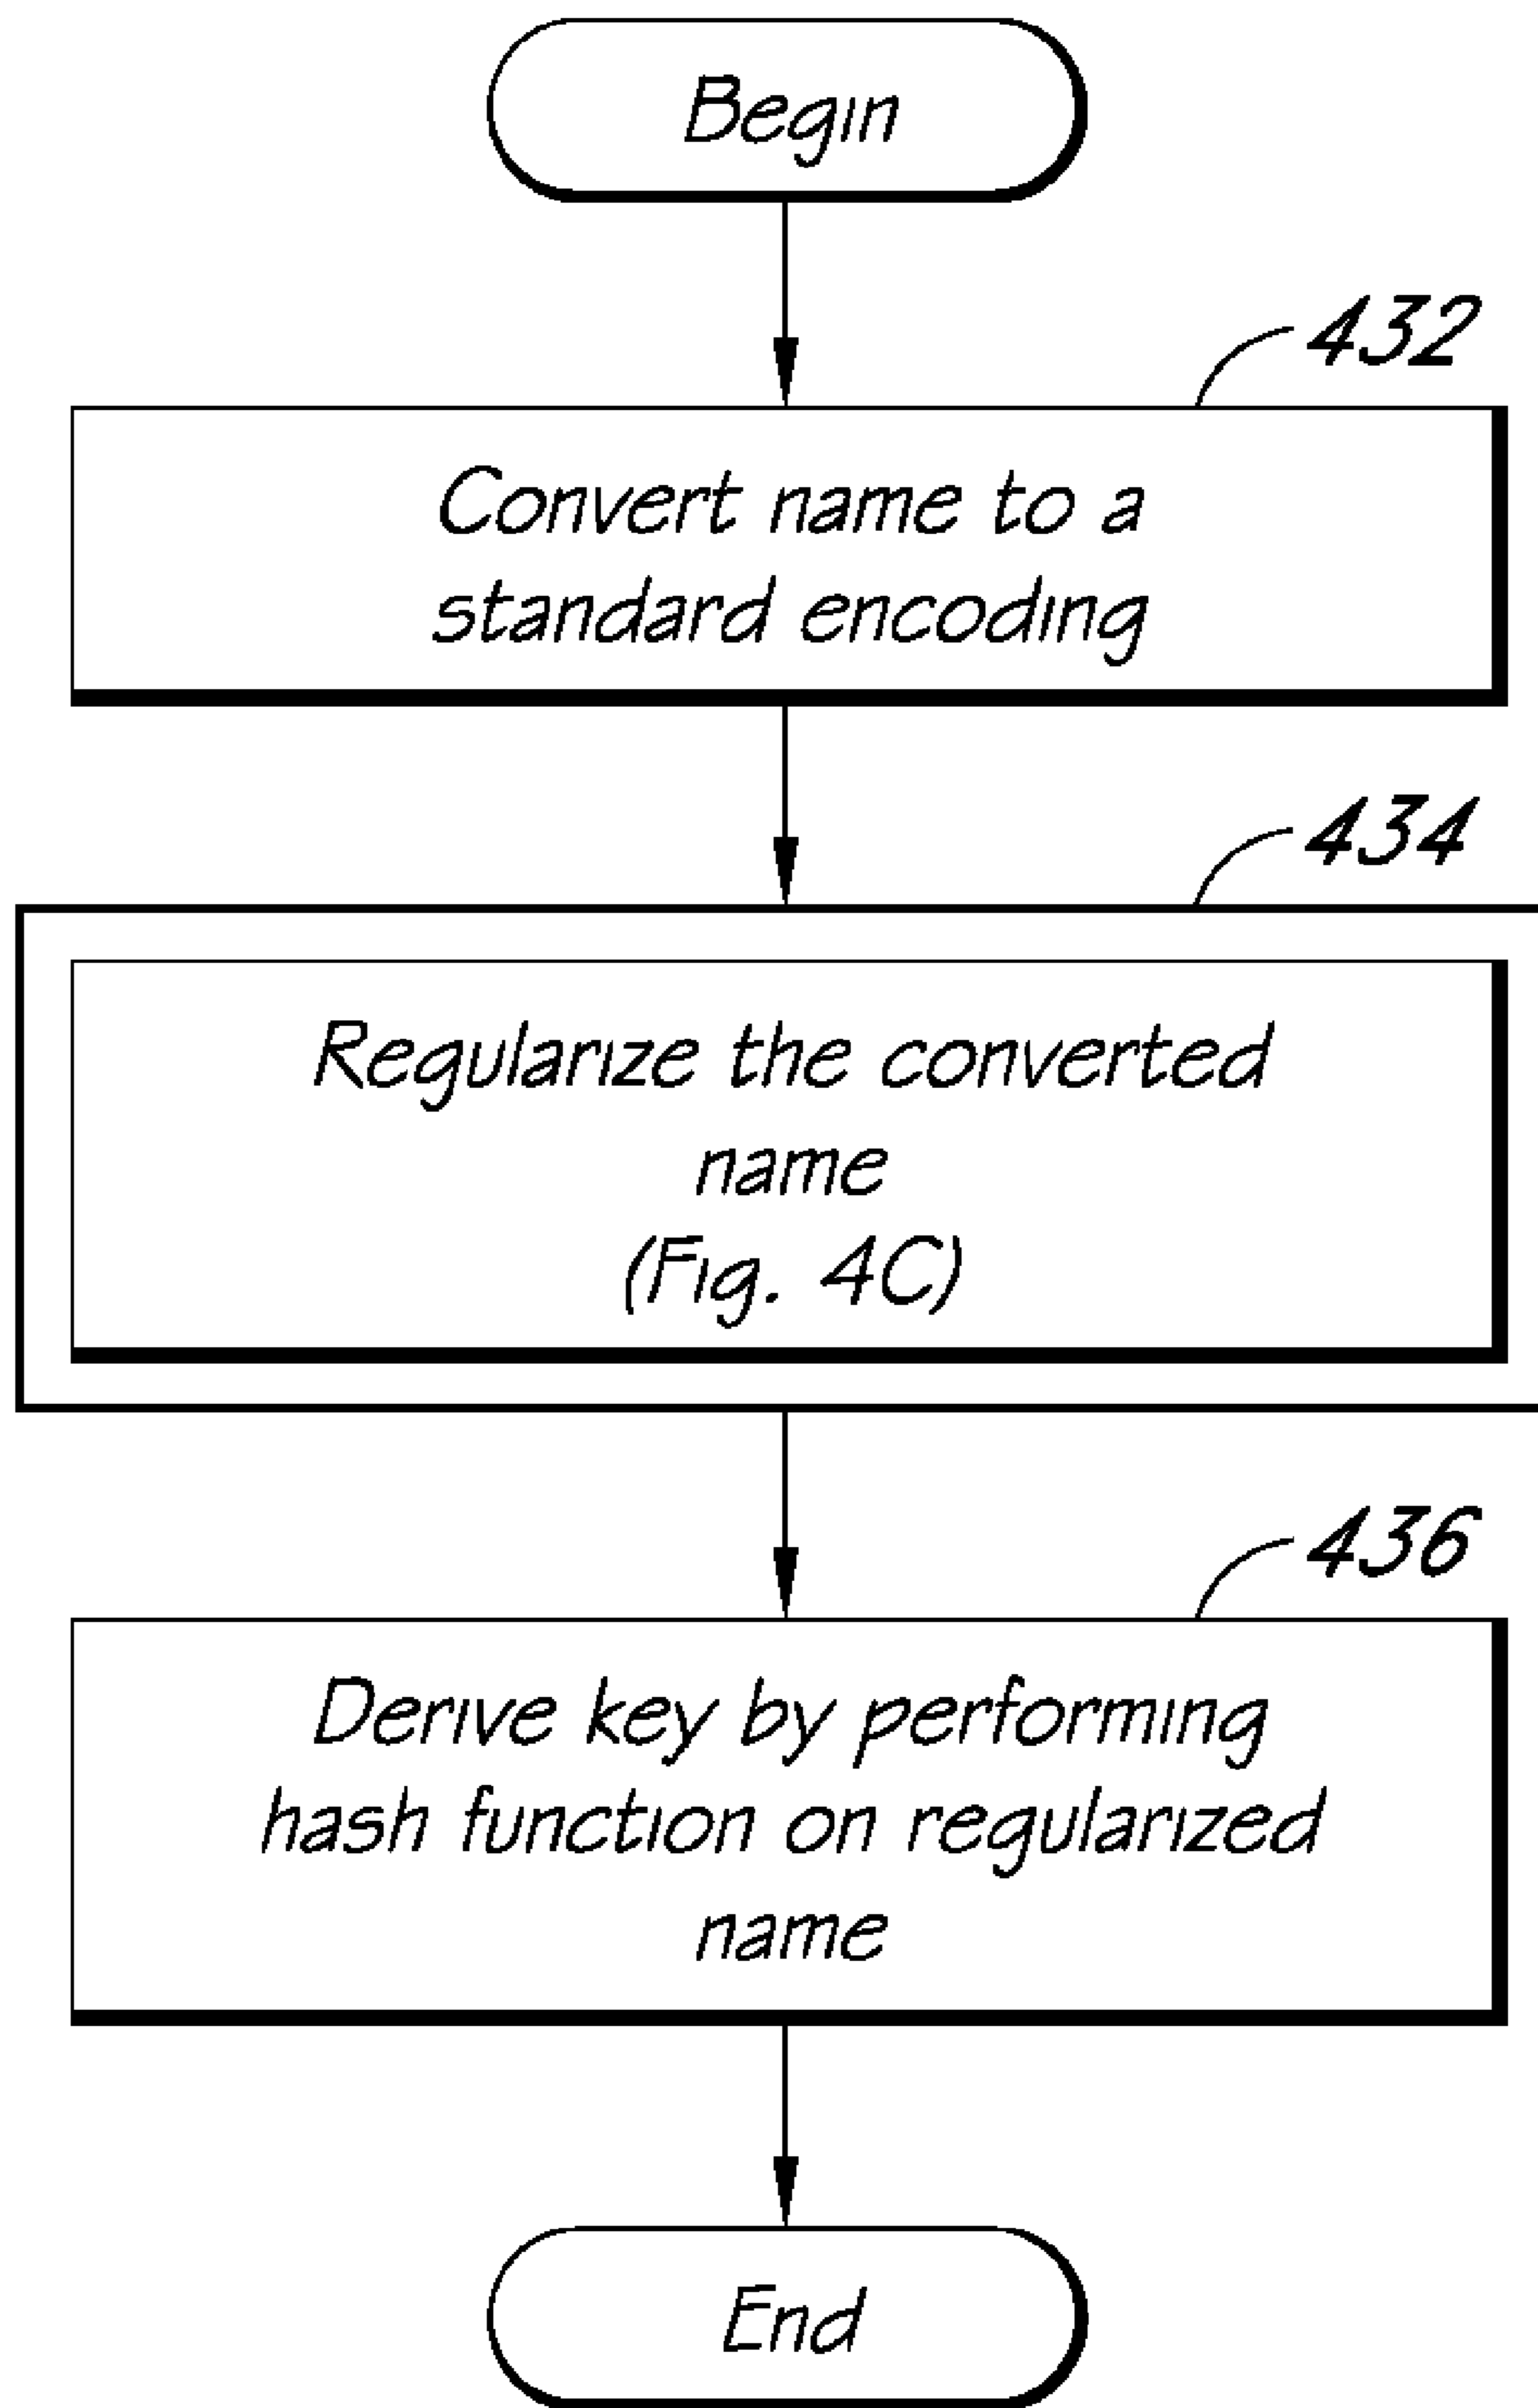 Begin
432
Convert name to a
standard encoding
434
Regularize the converted
name
(Fig. 4C)
436
Derive key by performing
hash function on regularized
name
End